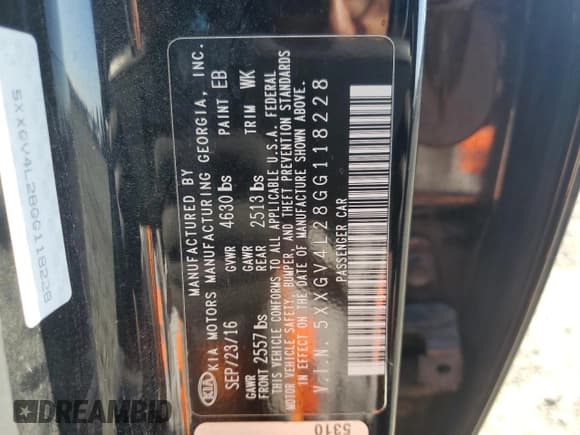 MANUFACTURED BY
KIA KIA MOTORS MANUFACTURING GEORGIA, INC.
SEP/23/16 GVWR 4630 lbs PAINT EB
GAWR FRONT 2557 lbs GAWR REAR 2513 lbs TRIM WK
THIS VEHICLE CONFORMS TO ALL APPLICABLE U.S.A. FEDERAL
MOTOR VEHICLE SAFETY, BUMPER, AND THEFT PREVENTION STANDARDS
IN EFFECT ON THE DATE OF MANUFACTURE SHOWN ABOVE.
V.I.N. 5XXGV4L28GG118228
PASSENGER CAR
5XXGV4L28GG118228
5310
DREAMBID